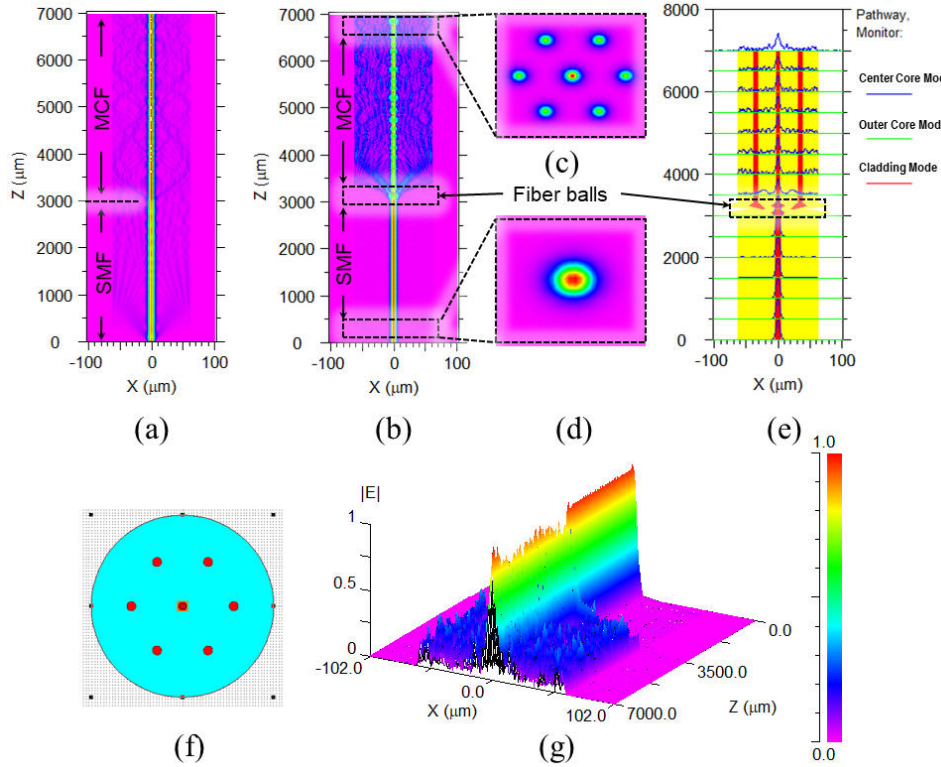 7000
6000
5000
4000
3000
2000
1000
0
Z (μm)
MCF
SMF
-100
0
100
X (μm)
(a)
7000
6000
5000
4000
3000
2000
1000
0
Z (μm)
MCF
SMF
-100
0
100
X (μm)
(b)
(c)
Fiber balls
(d)
8000
6000
4000
2000
0
-100
0
100
X (μm)
(e)
Pathway,
Monitor:
Center Core Mod
Outer Core Mod
Cladding Mode
(f)
|E|
1
0.5
0
-102.0
0.0
102.0
X (μm)
0.0
3500.0
7000.0
Z (μm)
(g)
1.0
0.0